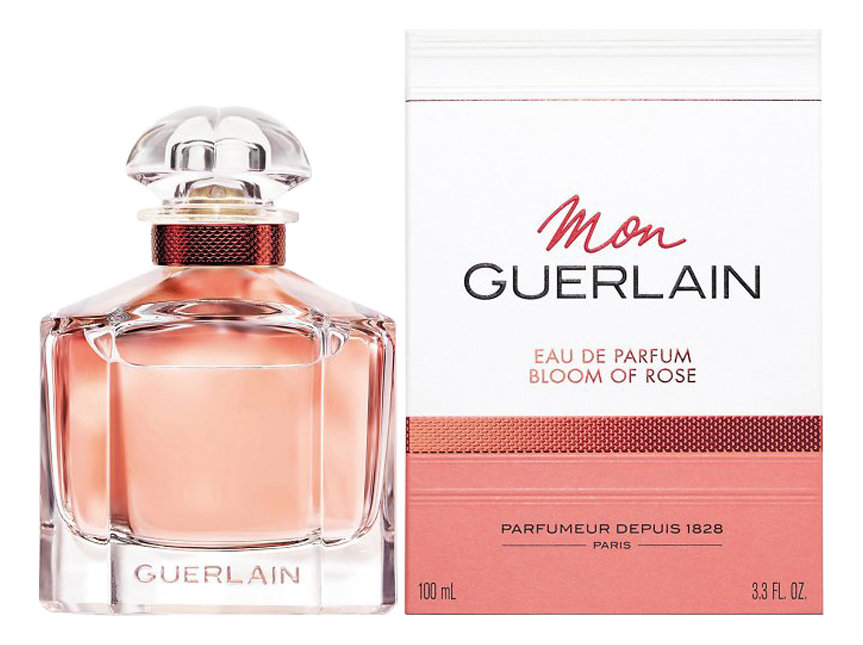 GUERLAIN
Mon
GUERLAIN
EAU DE PARFUM
BLOOM OF ROSE
PARFUMEUR DEPUIS 1828
PARIS
100 mL
3.3 FL. OZ.